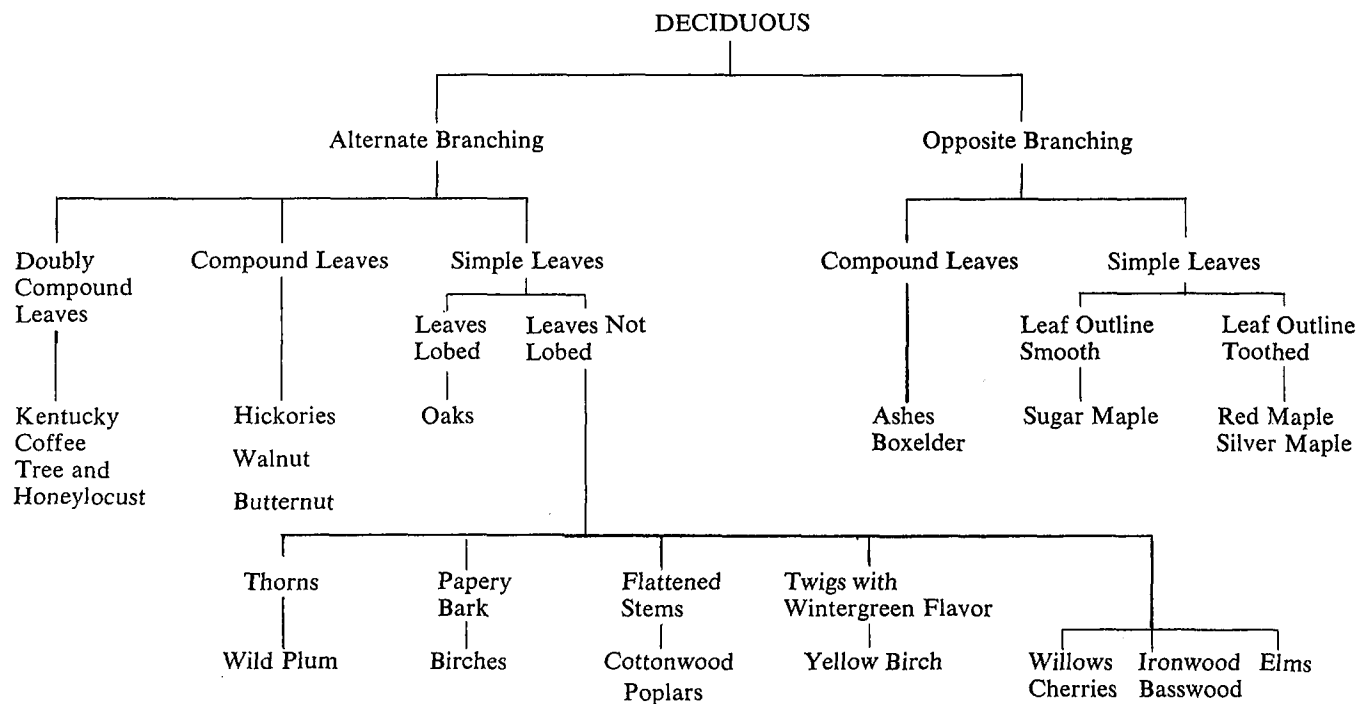 DECIDUOUS
Alternate Branching
Opposite Branching
Doubly
Compound
Leaves
Compound Leaves
Simple Leaves
Compound Leaves
Simple Leaves
Leaves
Lobed
Leaves Not
Lobed
Leaf Outline
Smooth
Leaf Outline
Toothed
Kentucky
Coffee
Tree and
Honeylocust
Hickories
Walnut
Butternut
Oaks
Ashes
Boxelder
Sugar Maple
Red Maple
Silver Maple
Thorns
Papery
Bark
Flattened
Stems
Twigs with
Wintergreen Flavor
Wild Plum
Birches
Cottonwood
Poplars
Yellow Birch
Willows
Cherries
Ironwood
Basswood
Elms